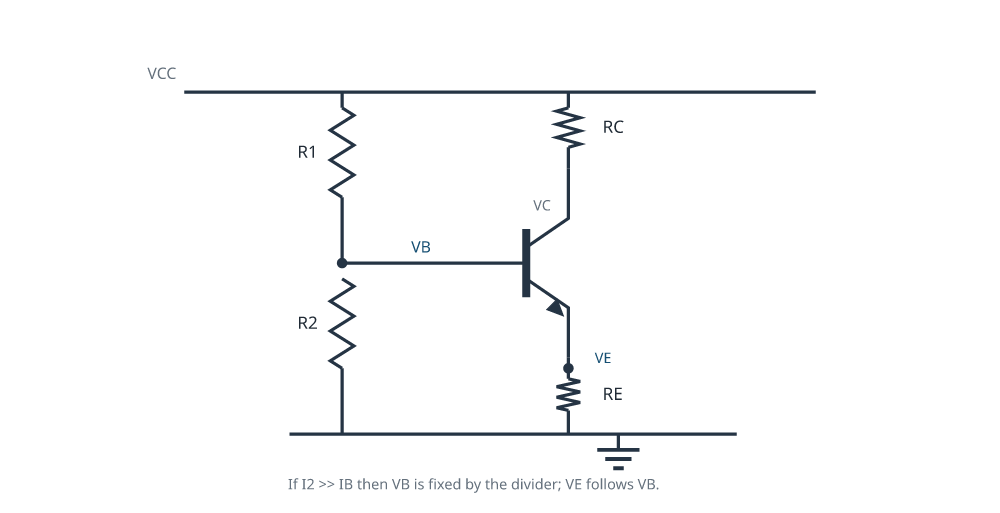 VCC
RC
R1
VC
VB
R2
VE
RE
If I2 >> IB then VB is fixed by the divider; VE follows VB.